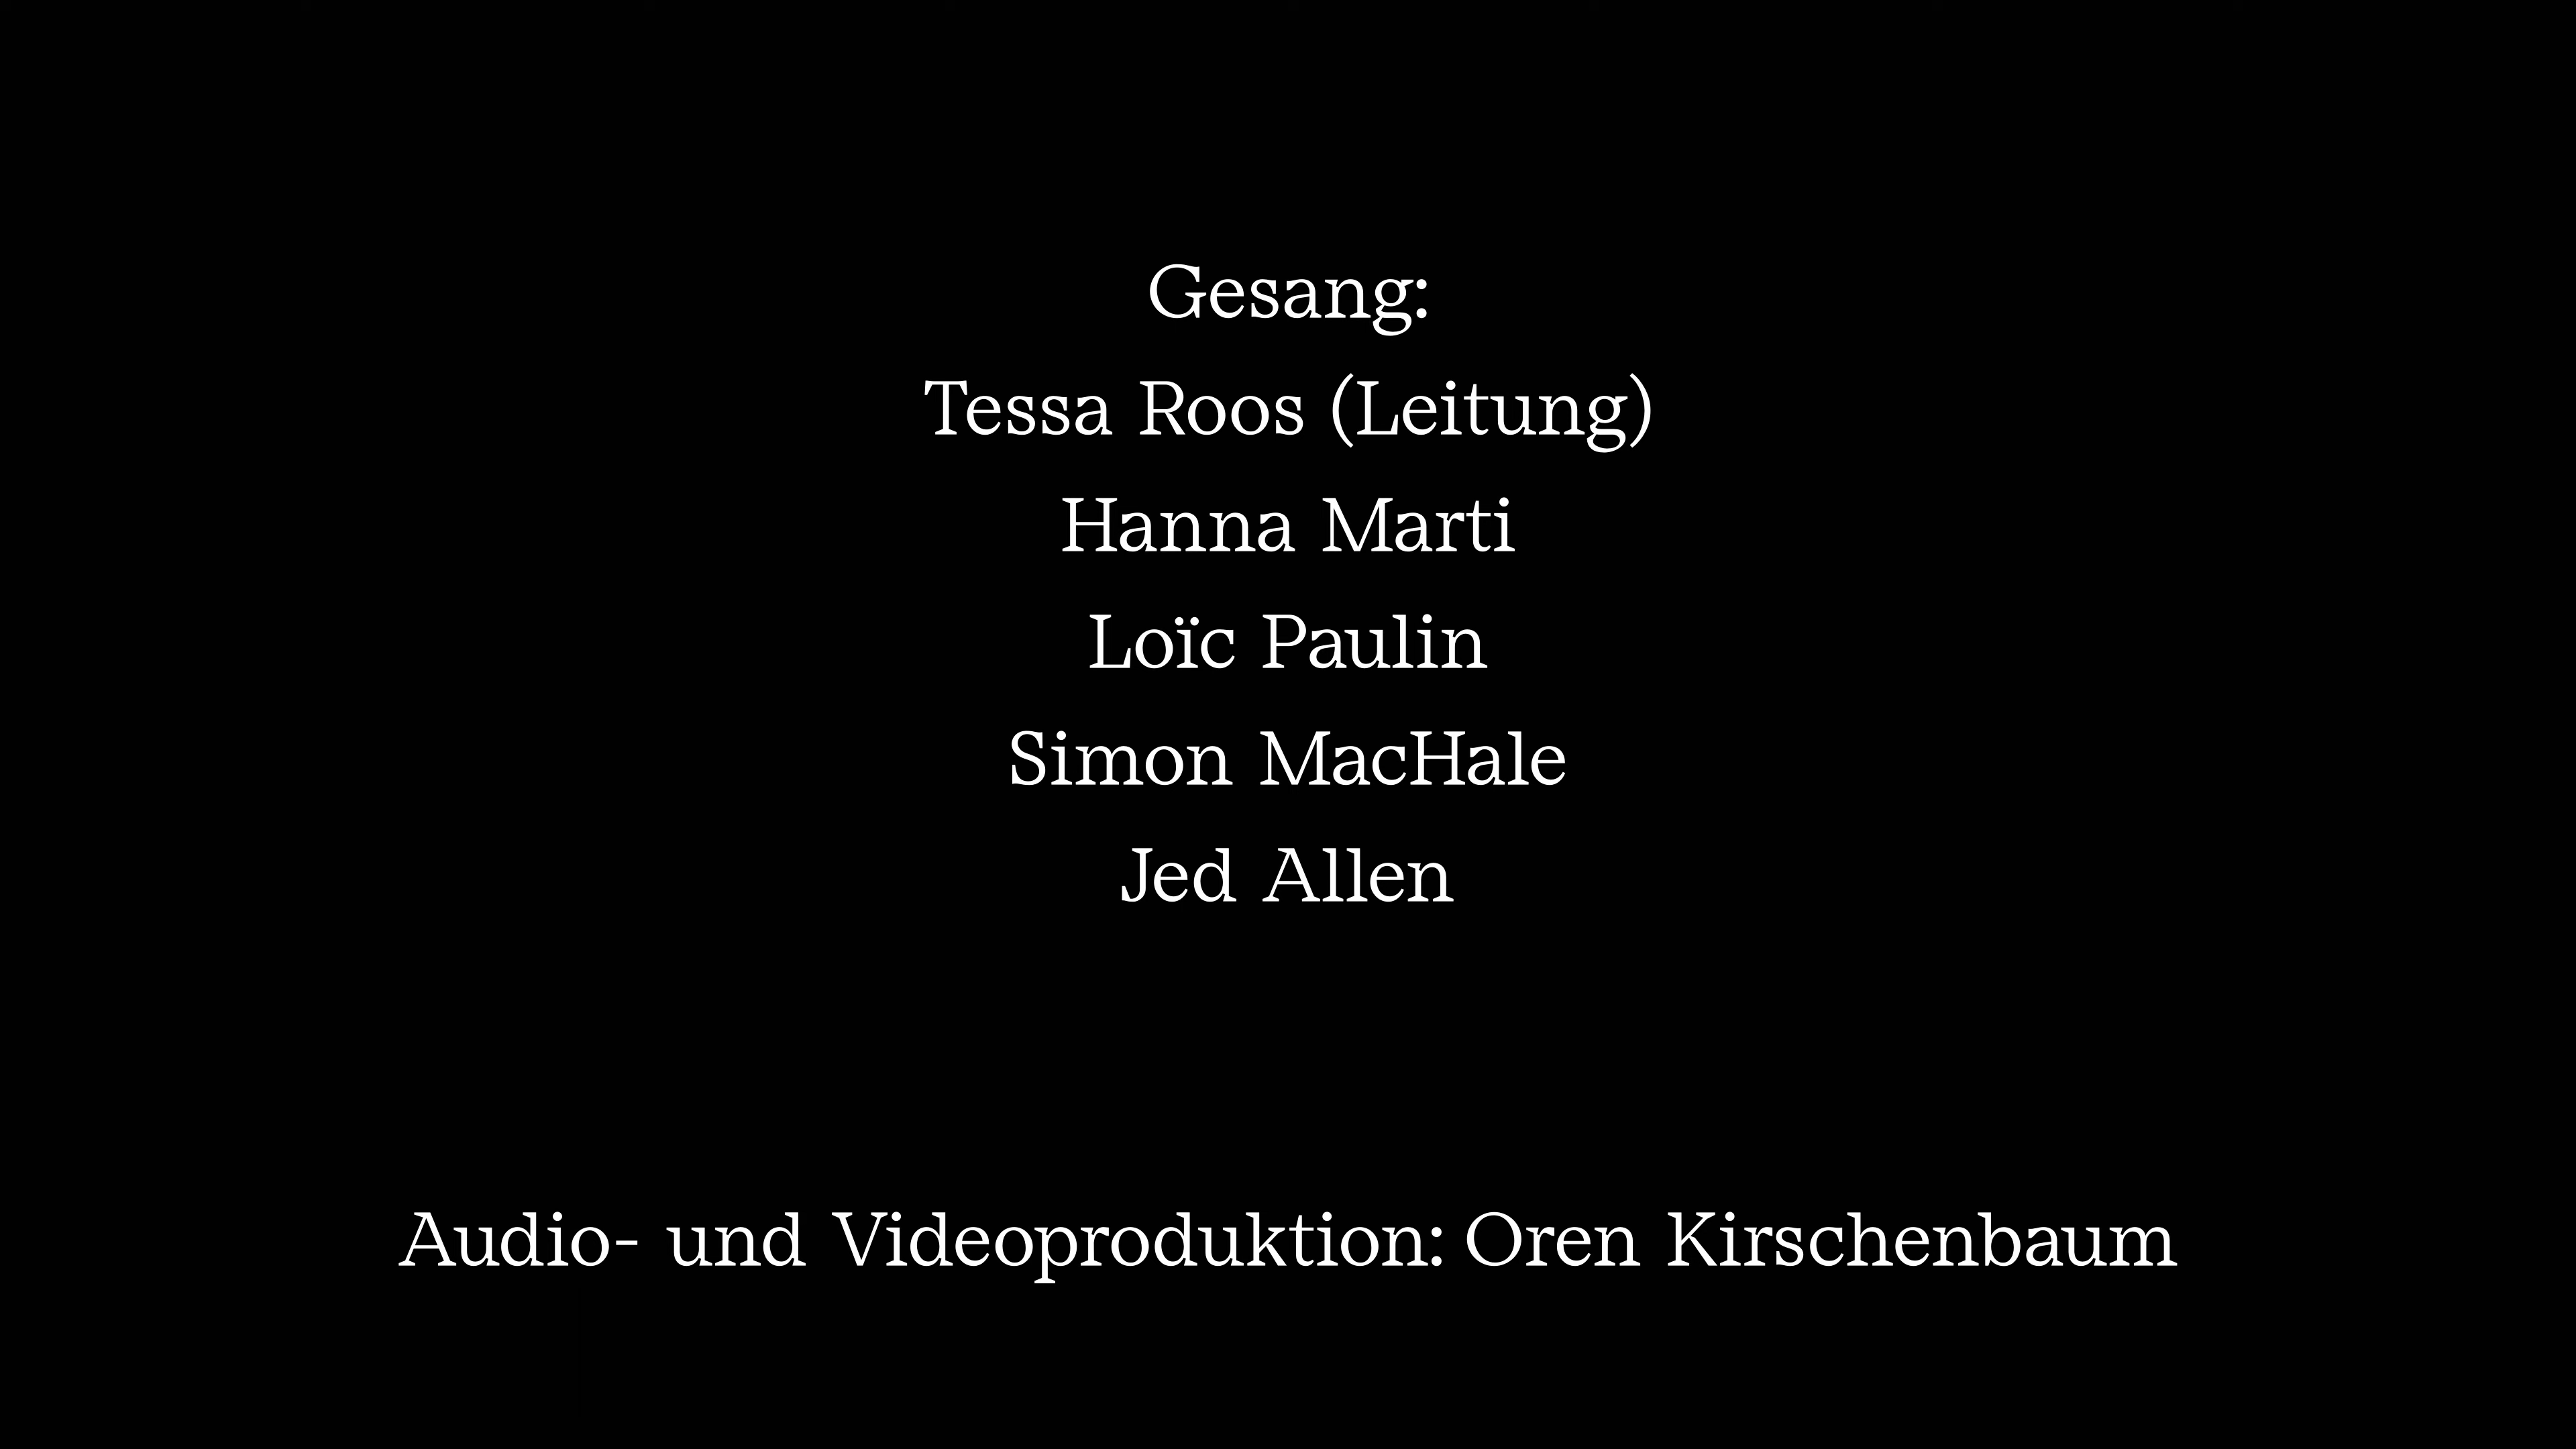 Gesang:
Tessa Roos (Leitung)
Hanna Marti
Loïc Paulin
Simon MacHale
Jed Allen
Audio- und Videoproduktion: Oren Kirschenbaum